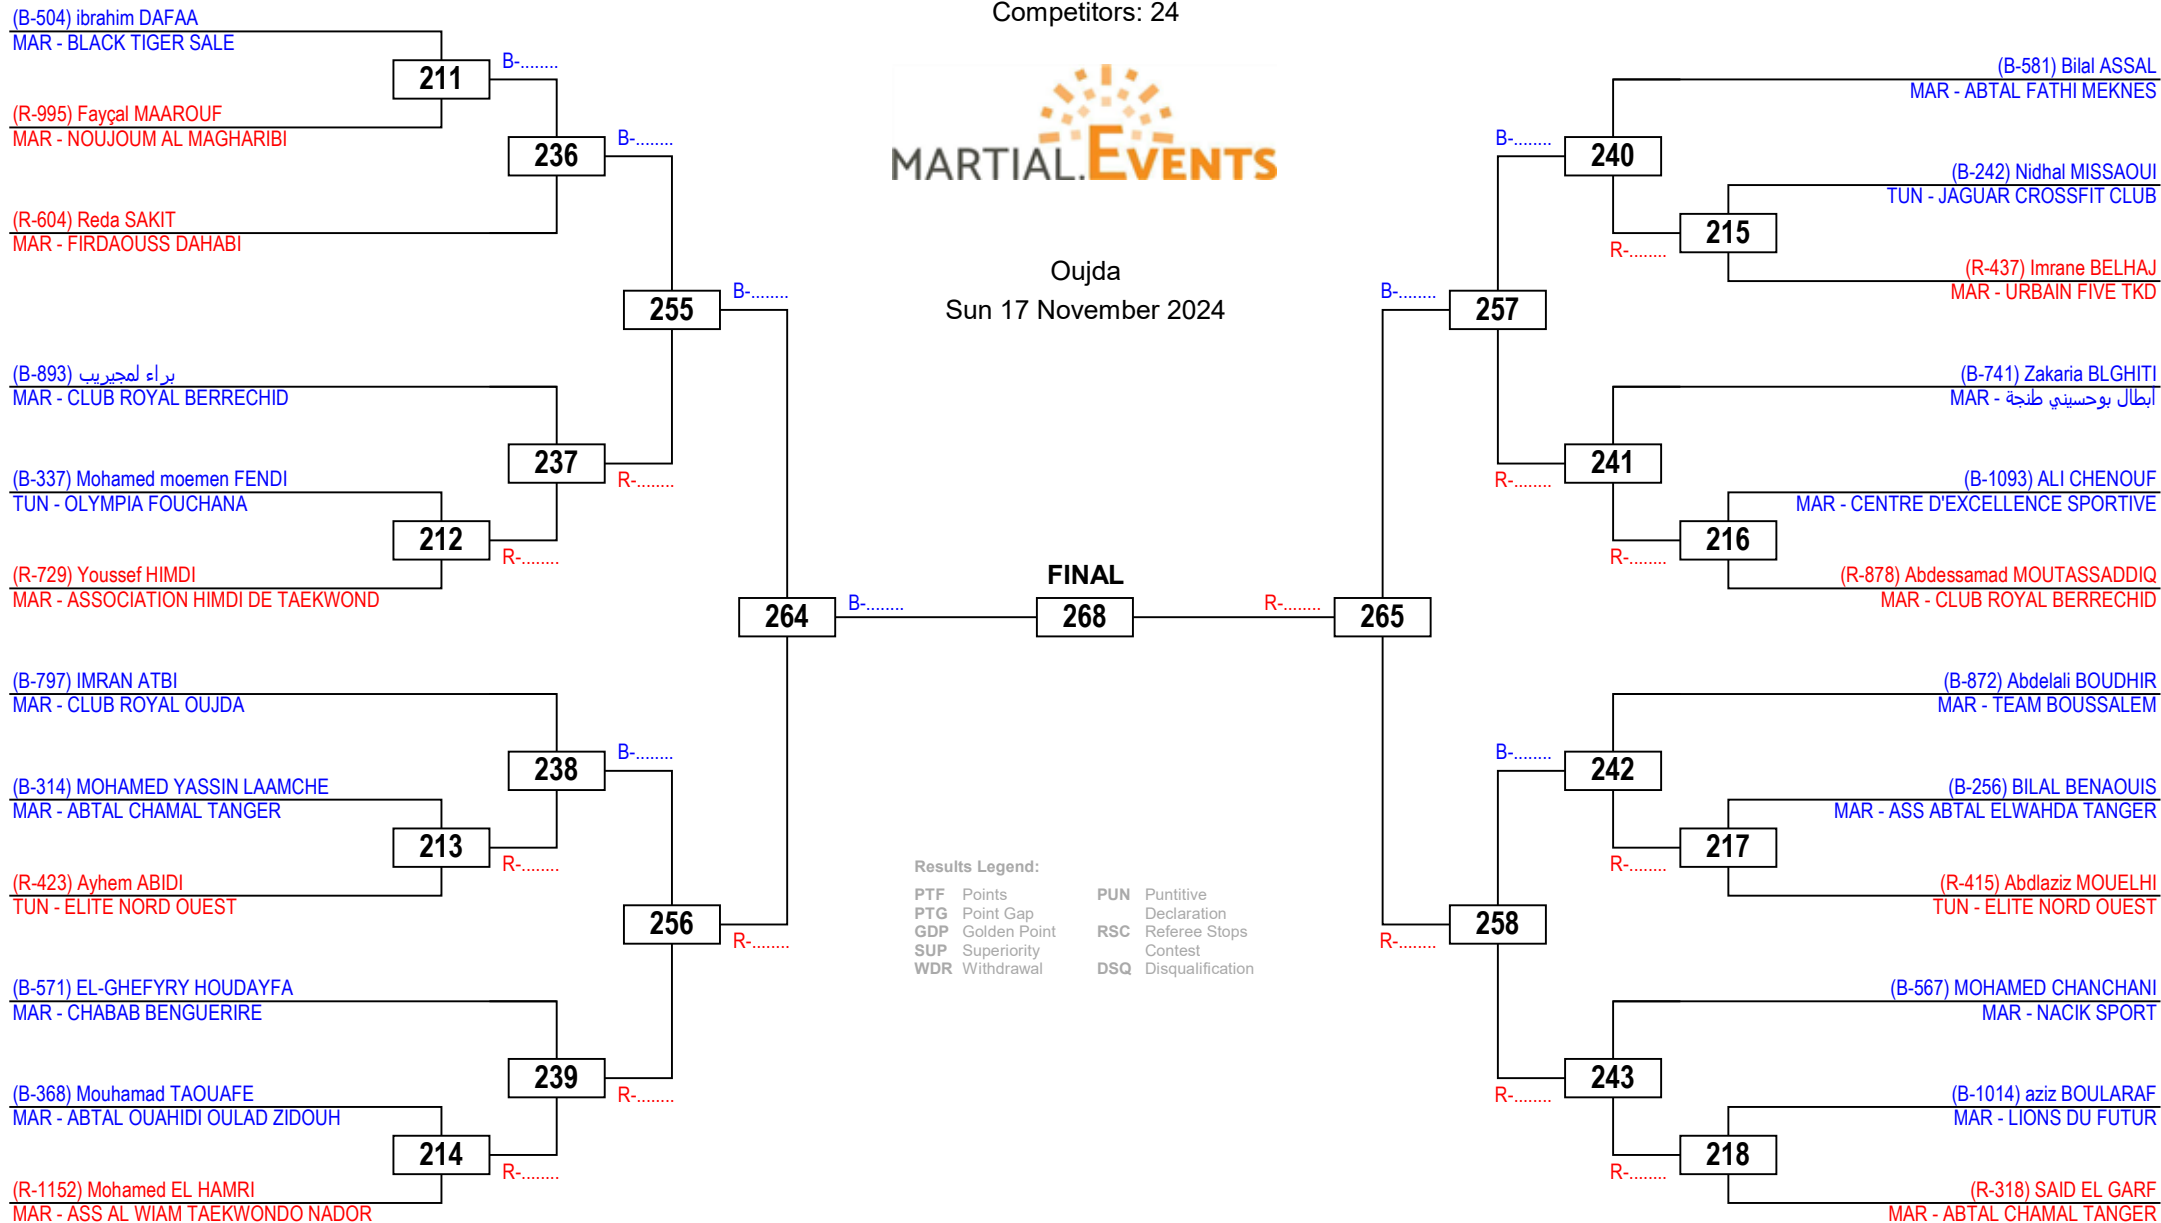 Competitors: 24
MARTIAL.EVENTS
Oujda
Sun 17 November 2024
(B-504) ibrahim DAFAA
MAR - BLACK TIGER SALE
211
B-........
(R-995) Fayçal MAAROUF
MAR - NOUJOUM AL MAGHARIBI
236
B-........
(R-604) Reda SAKIT
MAR - FIRDAOUSS DAHABI
255
B-........
(B-893) براء لمجيريب
MAR - CLUB ROYAL BERRECHID
237
R-........
(B-337) Mohamed moemen FENDI
TUN - OLYMPIA FOUCHANA
212
R-........
(R-729) Youssef HIMDI
MAR - ASSOCIATION HIMDI DE TAEKWOND
264
B-........
(B-797) IMRAN ATBI
MAR - CLUB ROYAL OUJDA
238
B-........
(B-314) MOHAMED YASSIN LAAMCHE
MAR - ABTAL CHAMAL TANGER
213
R-........
(R-423) Ayhem ABIDI
TUN - ELITE NORD OUEST
256
R-........
(B-571) EL-GHEFYRY HOUDAYFA
MAR - CHABAB BENGUERIRE
239
R-........
(B-368) Mouhamad TAOUAFE
MAR - ABTAL OUAHIDI OULAD ZIDOUH
214
R-........
(R-1152) Mohamed EL HAMRI
MAR - ASS AL WIAM TAEKWONDO NADOR
FINAL
268
Results Legend:
PTF Points
PTG Point Gap
GDP Golden Point
SUP Superiority
WDR Withdrawal
PUN Puntitive
Declaration
RSC Referee Stops
Contest
DSQ Disqualification
(B-581) Bilal ASSAL
MAR - ABTAL FATHI MEKNES
B-........
240
(B-242) Nidhal MISSAOUI
TUN - JAGUAR CROSSFIT CLUB
215
R-........
(R-437) Imrane BELHAJ
MAR - URBAIN FIVE TKD
B-........
257
(B-741) Zakaria BLGHITI
MAR - أبطال بوحسيني طنجة
241
R-........
(B-1093) ALI CHENOUF
MAR - CENTRE D'EXCELLENCE SPORTIVE
216
R-........
(R-878) Abdessamad MOUTASSADDIQ
MAR - CLUB ROYAL BERRECHID
R-........
265
(B-872) Abdelali BOUDHIR
MAR - TEAM BOUSSALEM
B-........
242
(B-256) BILAL BENAOUIS
MAR - ASS ABTAL ELWAHDA TANGER
217
R-........
(R-415) Abdlaziz MOUELHI
TUN - ELITE NORD OUEST
258
R-........
(B-567) MOHAMED CHANCHANI
MAR - NACIK SPORT
243
R-........
(B-1014) aziz BOULARAF
MAR - LIONS DU FUTUR
218
R-........
(R-318) SAID EL GARF
MAR - ABTAL CHAMAL TANGER